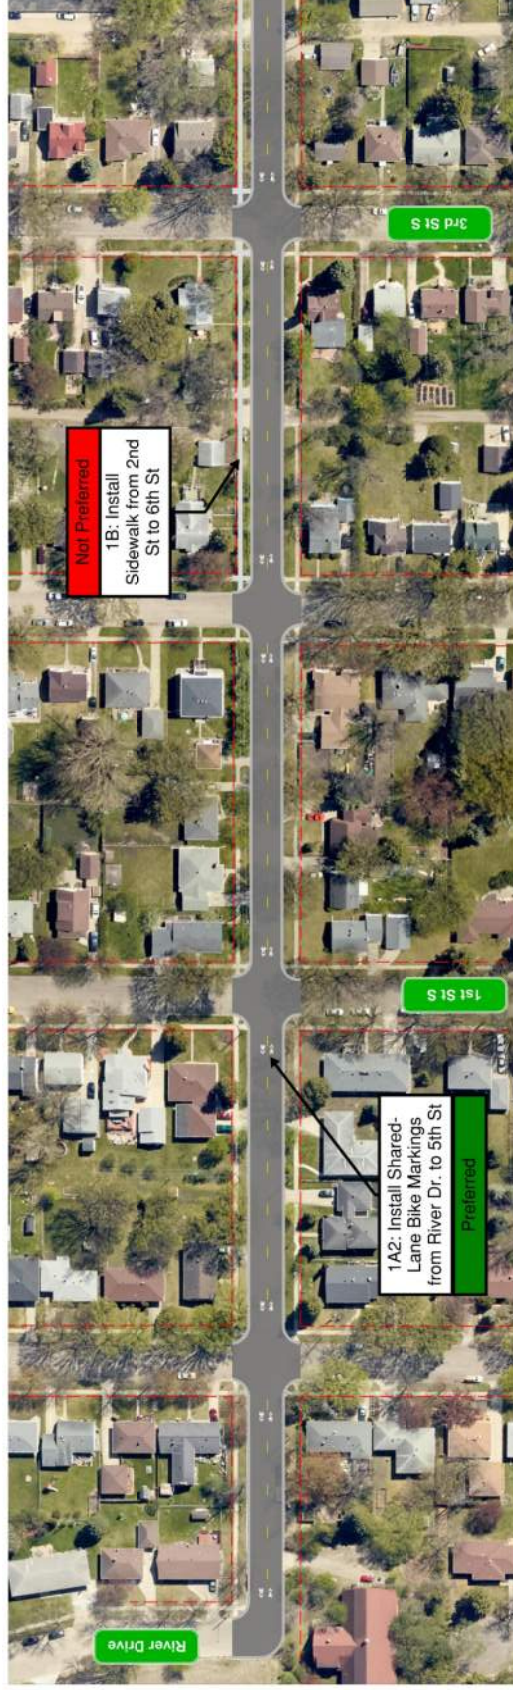 3rd St S
Not Preferred
1B: Install
Sidewalk from 2nd
St to 6th St
1st St S
1A2: Install Shared-
Lane Bike Markings
from River Dr. to 5th St
Preferred
River Drive